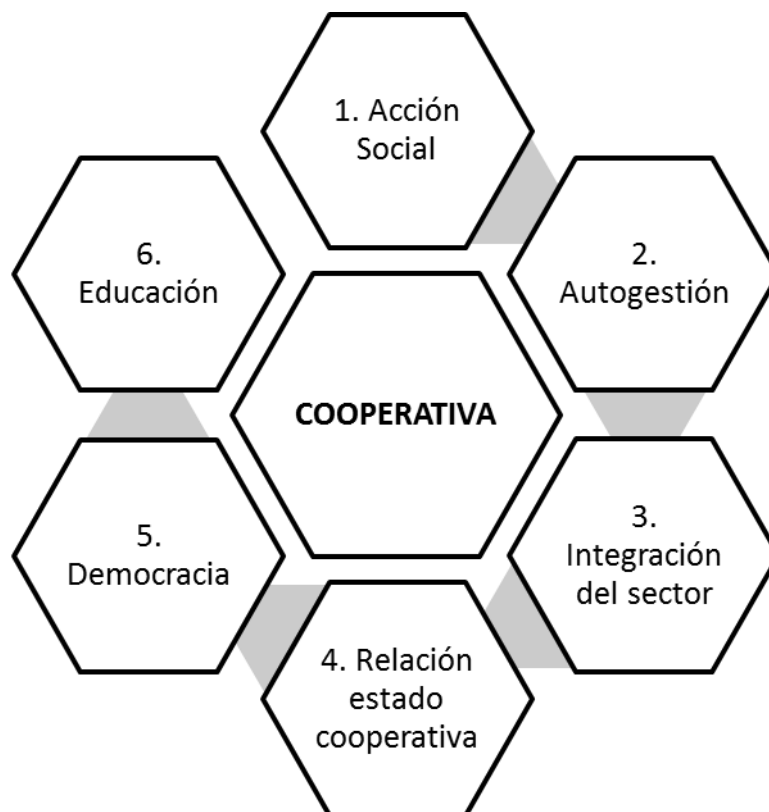 1. Acción
Social
2.
Autogestión
3.
Integración
del sector
4. Relación
estado
cooperativa
5.
Democracia
6.
Educación
COOPERATIVA